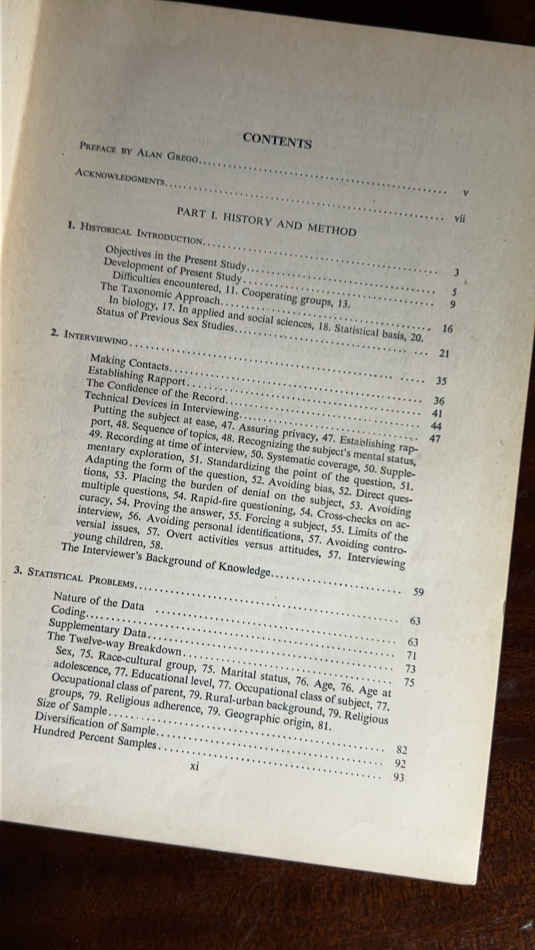 CONTENTS
PREFACE BY ALAN GREGG........ v
ACKNOWLEDGMENTS........ vii
PART I. HISTORY AND METHOD
1. HISTORICAL INTRODUCTION........ 3
Objectives in the Present Study........ 5
Development of Present Study........ 9
Difficulties encountered, 11. Cooperating groups, 13.
The Taxonomic Approach........ 16
In biology, 17. In applied and social sciences, 18. Statistical basis, 20.
Status of Previous Sex Studies........ 21
2. INTERVIEWING........ 35
Making Contacts........ 36
Establishing Rapport........ 41
The Confidence of the Record........ 44
Technical Devices in Interviewing........ 47
Putting the subject at ease, 47. Assuring privacy, 47. Establishing rap-
port, 48. Sequence of topics, 48. Recognizing the subject's mental status,
49. Recording at time of interview, 50. Systematic coverage, 50. Supple-
mentary exploration, 51. Standardizing the point of the question, 51.
Adapting the form of the question, 52. Avoiding bias, 52. Direct ques-
tions, 53. Placing the burden of denial on the subject, 53. Avoiding
multiple questions, 54. Rapid-fire questioning, 54. Cross-checks on ac-
curacy, 54. Proving the answer, 55. Forcing a subject, 55. Limits of the
interview, 56. Avoiding personal identifications, 57. Avoiding contro-
versial issues, 57. Overt activities versus attitudes, 57. Interviewing
young children, 58.
The Interviewer's Background of Knowledge........ 59
3. STATISTICAL PROBLEMS........ 63
Nature of the Data........ 63
Coding........ 71
Supplementary Data........ 73
The Twelve-way Breakdown........ 75
Sex, 75. Race-cultural group, 75. Marital status, 76. Age, 76. Age at
adolescence, 77. Educational level, 77. Occupational class of subject, 77.
Occupational class of parent, 79. Rural-urban background, 79. Religious
groups, 79. Religious adherence, 79. Geographic origin, 81.
Size of Sample........ 82
Diversification of Sample........ 92
Hundred Percent Samples........ 93
xi